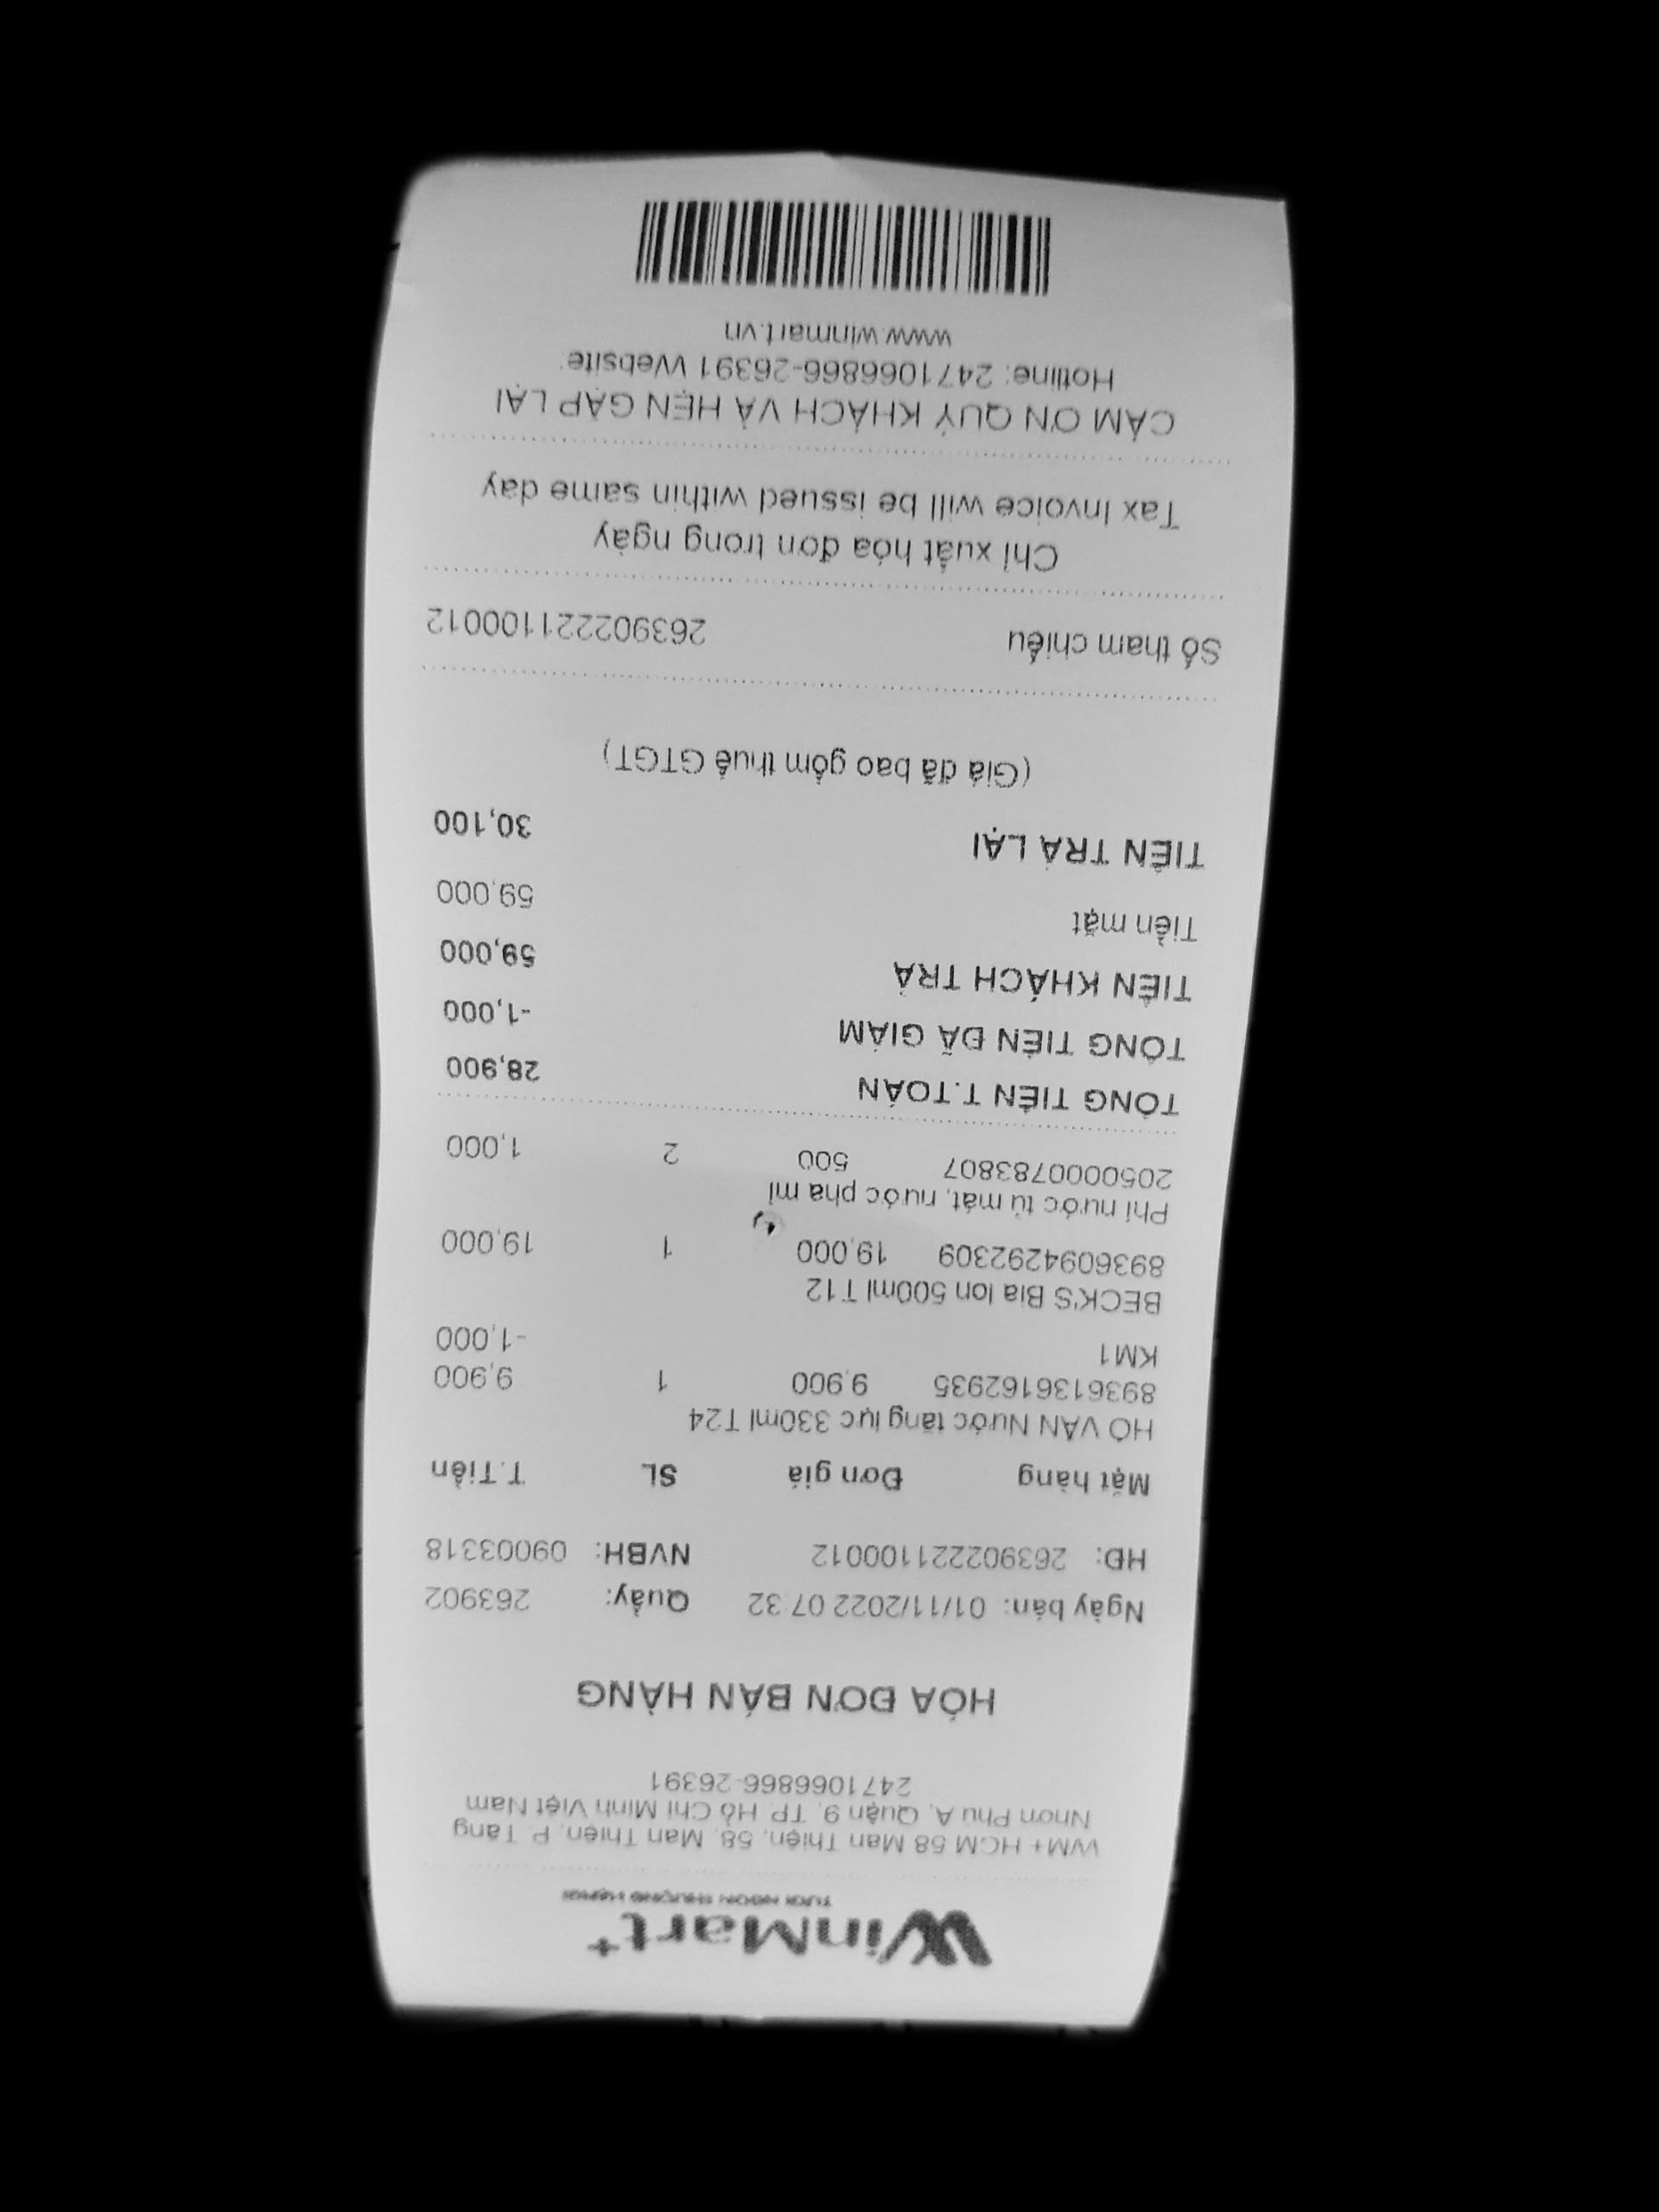 WinMart+
TƯƠI NGON THƯỢNG HẠNG
WM+ HCM 58 Man Thiện, 58, Man Thiện, P. Tăng
Nhơn Phú A, Quận 9, TP. Hồ Chí Minh Việt Nam
2471066866-26391
HÓA ĐƠN BÁN HÀNG
Ngày bán: 01/11/2022 07:32 Quầy: 263902
HĐ: 263902221100012 NVBH: 09003318
Mặt hàng Đơn giá SL T.Tiền
HỔ VẰN Nước tăng lực 330ml T24
8936136162935 9,900 1 9,900
KM1 -1,000
BECK'S Bia lon 500ml T12
8936094292309 19,000 1 19,000
Phí nước tủ mát, nước pha mì
2050000783807 500 2 1,000
TỔNG TIỀN T.TOÁN 28,900
TỔNG TIỀN ĐÃ GIẢM -1,000
TIỀN KHÁCH TRẢ 59,000
Tiền mặt 59,000
TIỀN TRẢ LẠI 30,100
(Giá đã bao gồm thuế GTGT)
Số tham chiếu 263902221100012
Chỉ xuất hóa đơn trong ngày
Tax Invoice will be issued within same day
CẢM ƠN QUÝ KHÁCH VÀ HẸN GẶP LẠI
Hotline: 2471066866-26391 Website:
www.winmart.vn